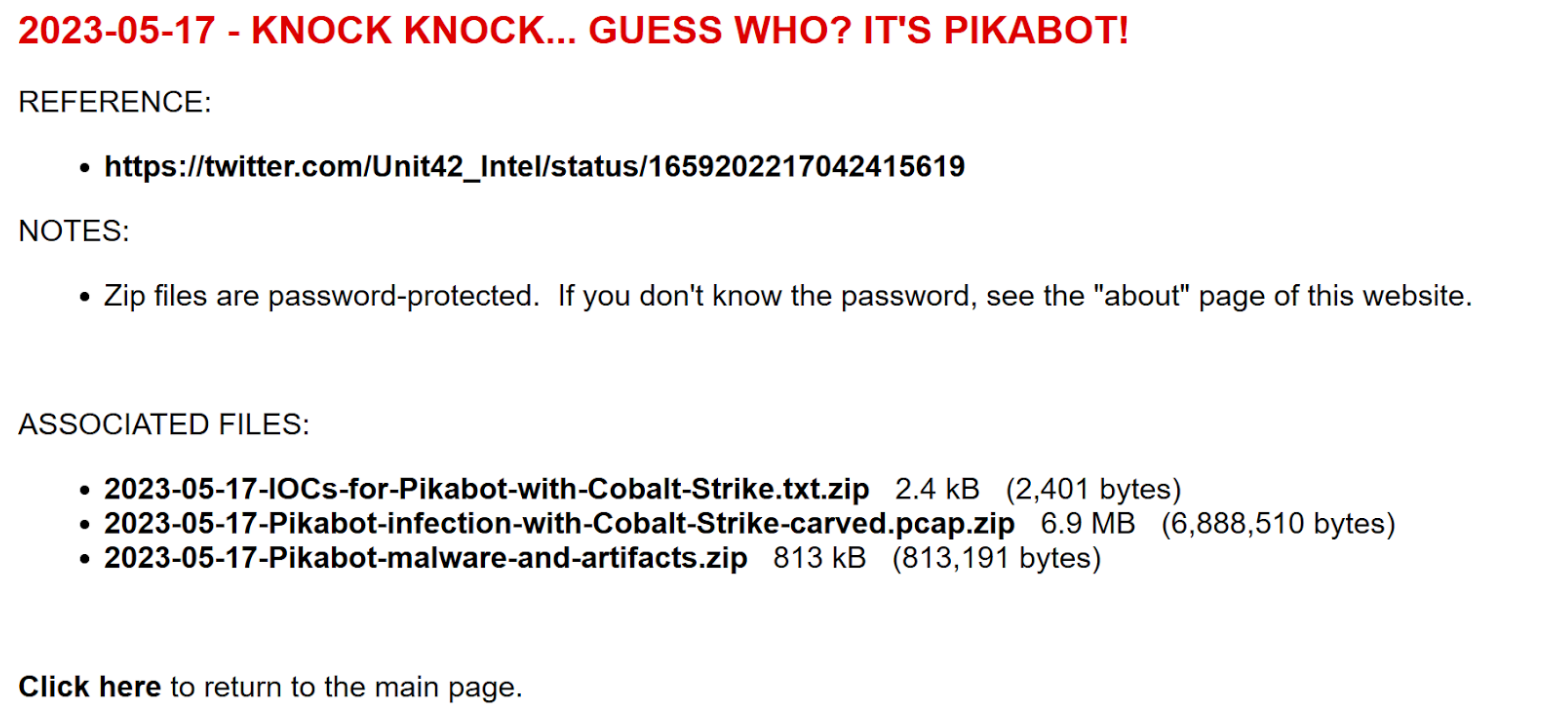 2023-05-17 - KNOCK KNOCK... GUESS WHO? IT'S PIKABOT!
REFERENCE:
• https://twitter.com/Unit42_Intel/status/1659202217042415619
NOTES:
• Zip files are password-protected.  If you don't know the password, see the "about" page of this website.
ASSOCIATED FILES:
• 2023-05-17-IOCs-for-Pikabot-with-Cobalt-Strike.txt.zip   2.4 kB   (2,401 bytes)
• 2023-05-17-Pikabot-infection-with-Cobalt-Strike-carved.pcap.zip   6.9 MB   (6,888,510 bytes)
• 2023-05-17-Pikabot-malware-and-artifacts.zip   813 kB   (813,191 bytes)
Click here to return to the main page.